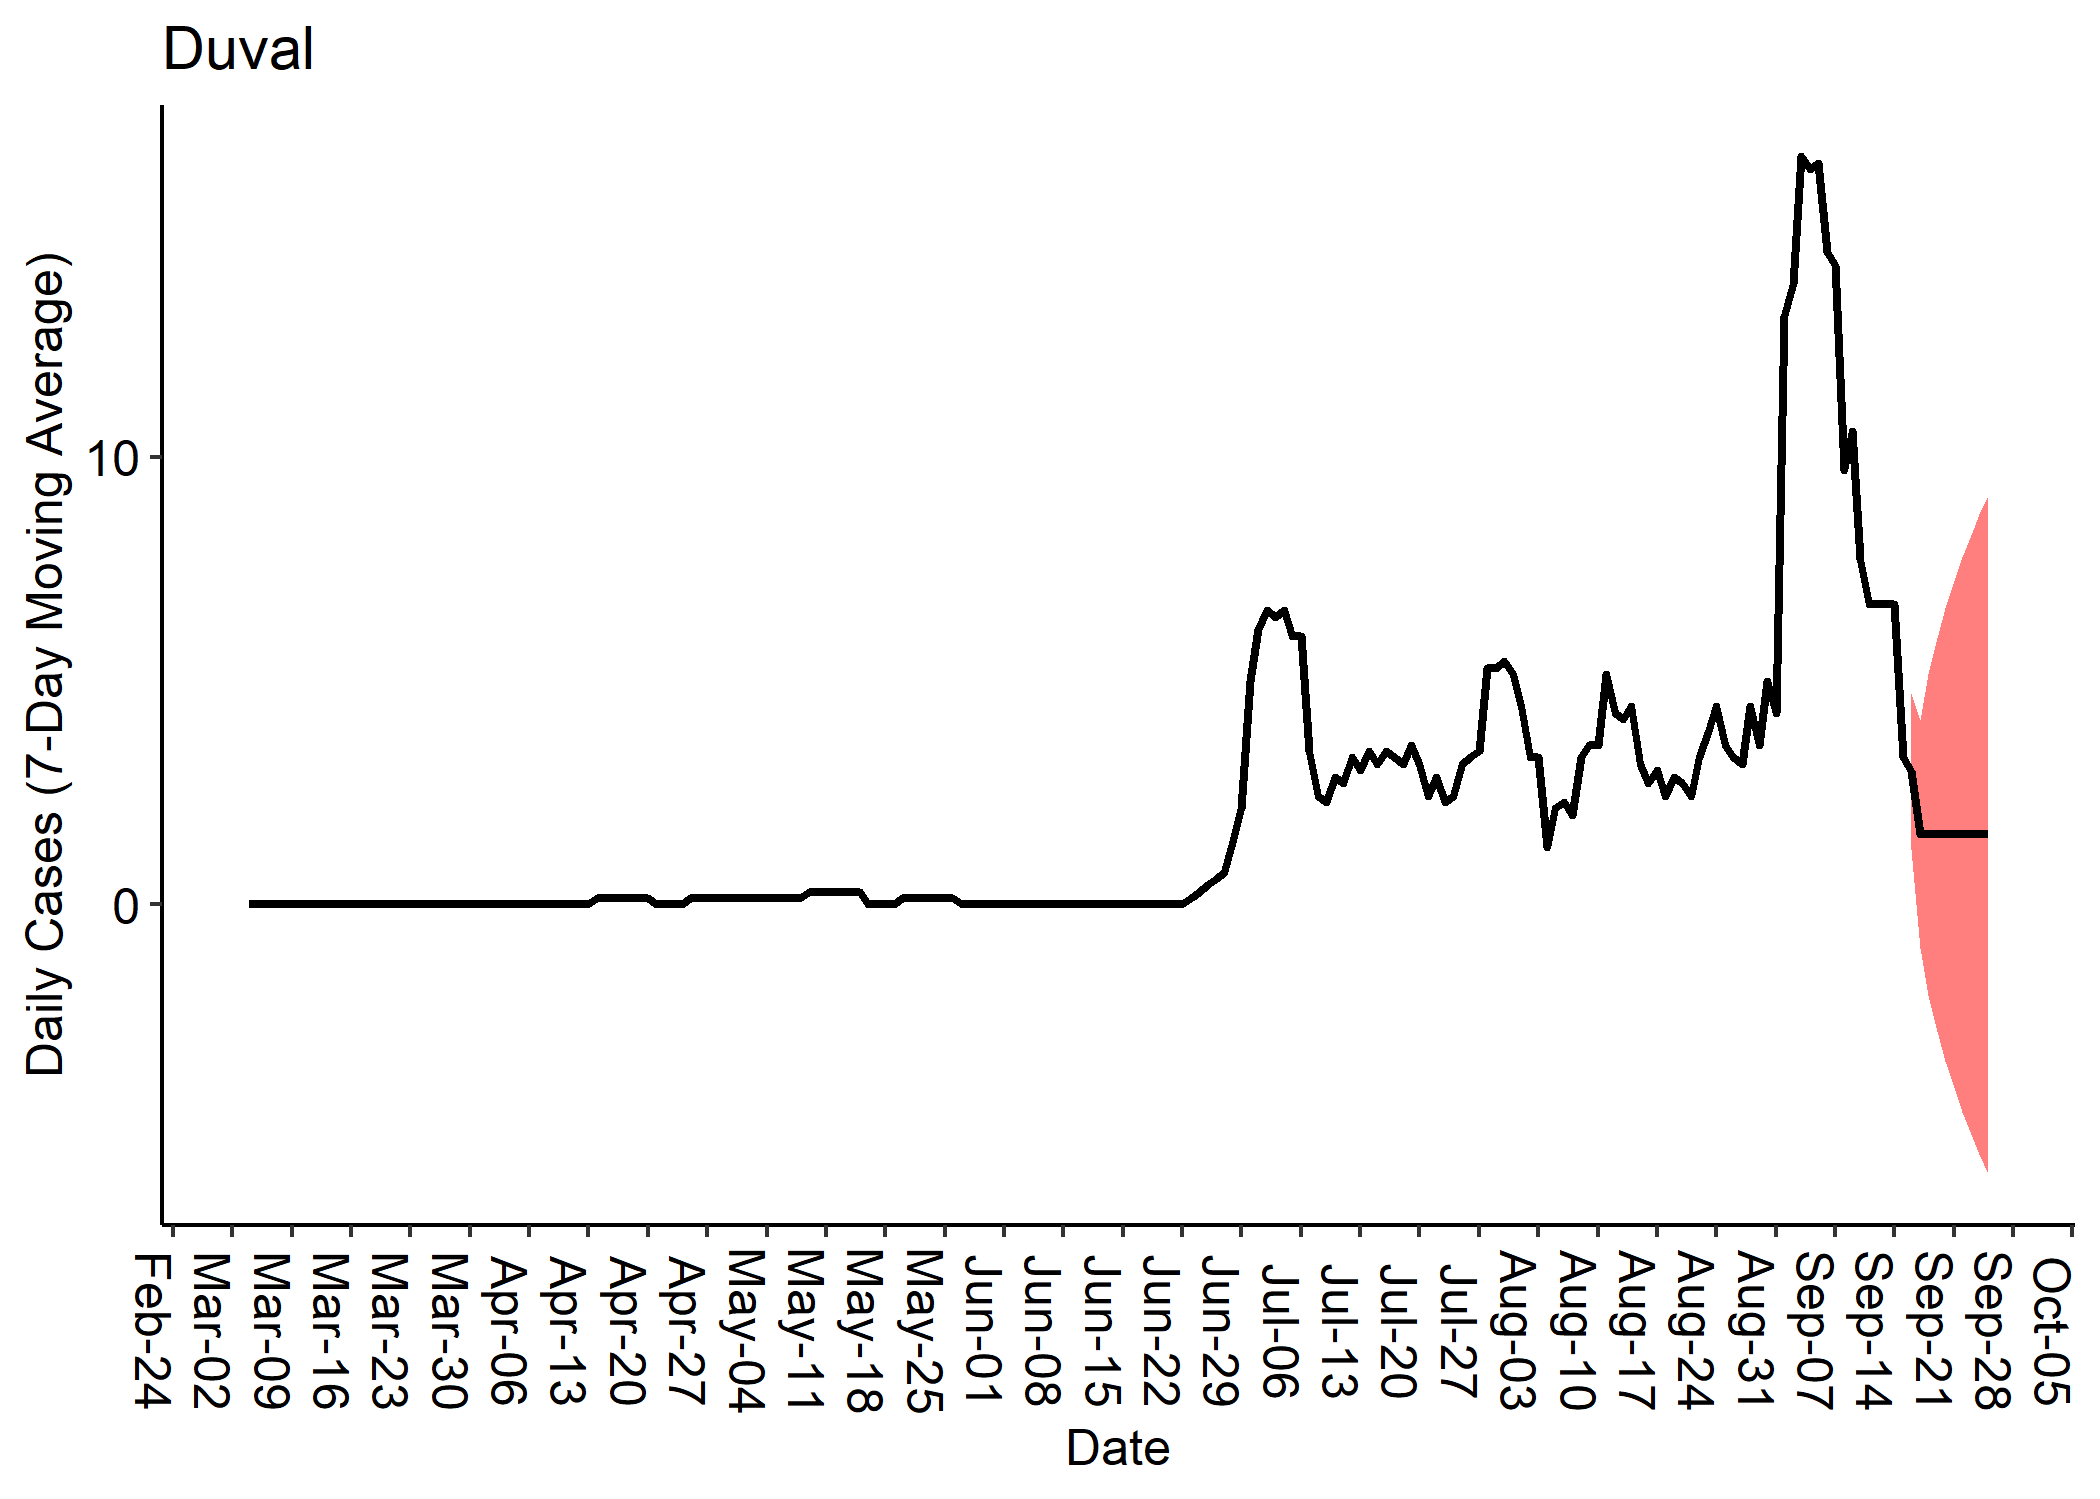 Duval
Daily Cases (7-Day Moving Average)
10
0
Feb-24
Mar-02
Mar-09
Mar-16
Mar-23
Mar-30
Apr-06
Apr-13
Apr-20
Apr-27
May-04
May-11
May-18
May-25
Jun-01
Jun-08
Jun-15
Jun-22
Jun-29
Jul-06
Jul-13
Jul-20
Jul-27
Aug-03
Aug-10
Aug-17
Aug-24
Aug-31
Sep-07
Sep-14
Sep-21
Sep-28
Oct-05
Date